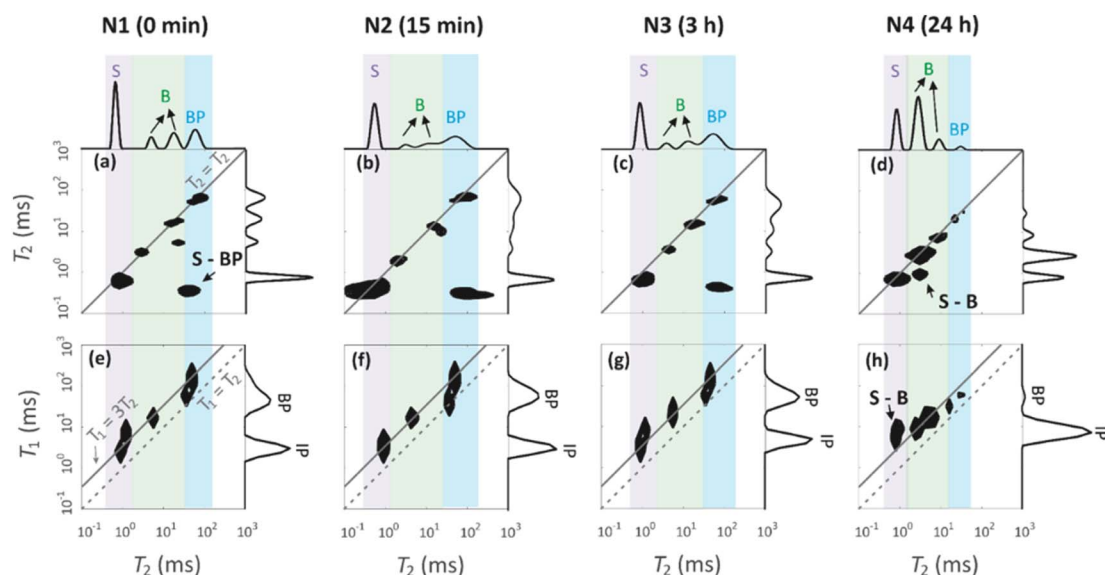 N1 (0 min) N2 (15 min) N3 (3 h) N4 (24 h)
S B BP S B BP S B BP S B BP
(a) T₂ = T₂ (b) (c) (d)
T₂ (ms)
10³
10²
10¹
10⁰
10⁻¹
S - BP
S - B
(e) T₁ = 3T₂ T₁ = T₂ BP IP
(f) BP IP
(g) BP IP
(h) S - B BP IP
T₁ (ms)
10³
10²
10¹
10⁰
10⁻¹
10⁻¹ 10⁰ 10¹ 10² 10³ 10⁻¹ 10⁰ 10¹ 10² 10³ 10⁻¹ 10⁰ 10¹ 10² 10³ 10⁻¹ 10⁰ 10¹ 10² 10³
T₂ (ms) T₂ (ms) T₂ (ms) T₂ (ms)